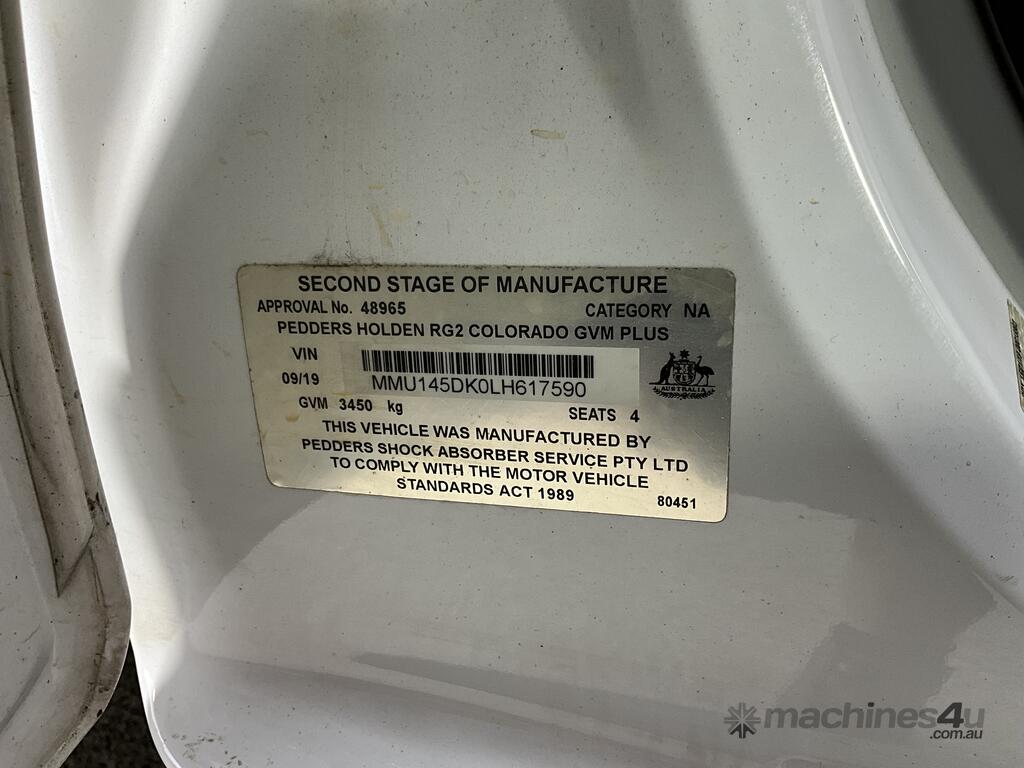 SECOND STAGE OF MANUFACTURE
APPROVAL No. 48965 CATEGORY NA
PEDDERS HOLDEN RG2 COLORADO GVM PLUS
VIN
09/19 MMU145DK0LH617590
AUSTRALIA
GVM 3450 kg SEATS 4
THIS VEHICLE WAS MANUFACTURED BY
PEDDERS SHOCK ABSORBER SERVICE PTY LTD
TO COMPLY WITH THE MOTOR VEHICLE
STANDARDS ACT 1989 80451
machines4u
.com.au